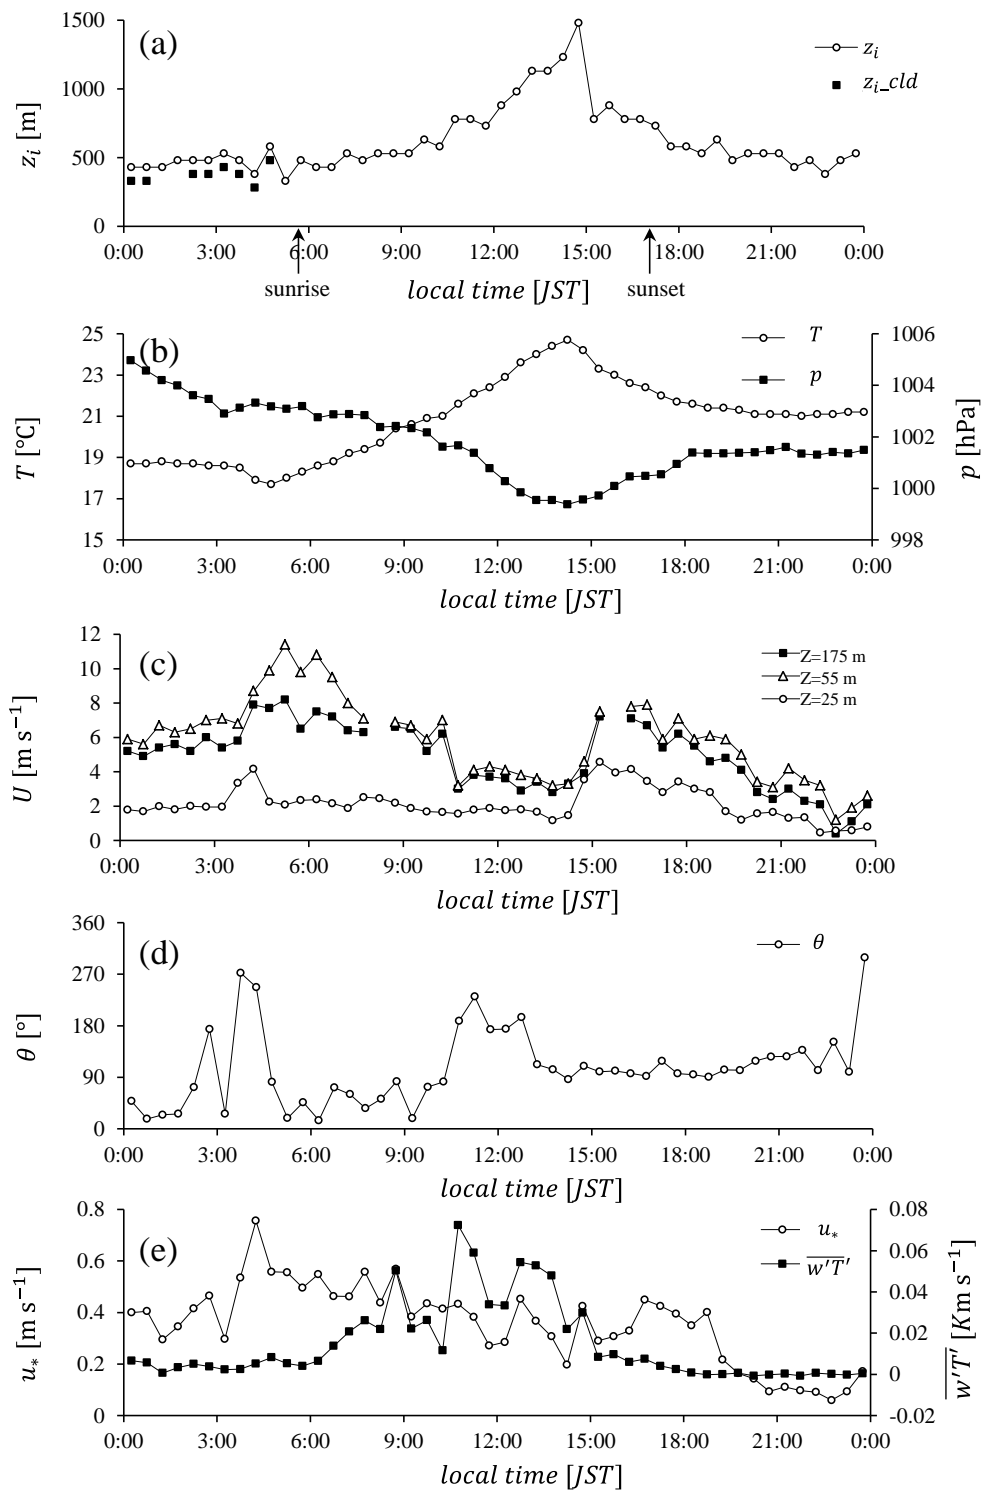 (a)
z_i
z_i_cld
z_i [m]
1500
1000
500
0
0:00 3:00 6:00 9:00 12:00 15:00 18:00 21:00 0:00
sunrise local time [JST] sunset
(b)
T
p
T [°C]
25
23
21
19
17
15
p [hPa]
1006
1004
1002
1000
998
0:00 3:00 6:00 9:00 12:00 15:00 18:00 21:00 0:00
local time [JST]
(c)
Z=175 m
Z=55 m
Z=25 m
U [m s⁻¹]
12
10
8
6
4
2
0
0:00 3:00 6:00 9:00 12:00 15:00 18:00 21:00 0:00
local time [JST]
(d)
θ
θ [°]
360
270
180
90
0
0:00 3:00 6:00 9:00 12:00 15:00 18:00 21:00 0:00
local time [JST]
(e)
u_*
w'T'
u_* [m s⁻¹]
0.8
0.6
0.4
0.2
0
w'T' [Km s⁻¹]
0.08
0.06
0.04
0.02
0
-0.02
0:00 3:00 6:00 9:00 12:00 15:00 18:00 21:00 0:00
local time [JST]